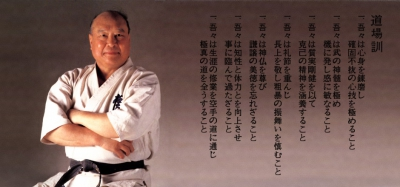 道場訓
一、吾々は心身を錬磨し
確固不抜の心技を極めること
一、吾々は武の神髄を極め
機に発し感に敏なること
一、吾々は質実剛健を以て
克己の精神を涵養すること
一、吾々は礼節を重んじ
長上を敬し粗暴の振舞いを慎むこと
一、吾々は神仏を尊び
謙譲の美徳を忘れざること
一、吾々は知性と体力とを向上させ
事に臨んで過たざること
一、吾々は生涯の修業を空手の道に通じ
極真の道を全うすること